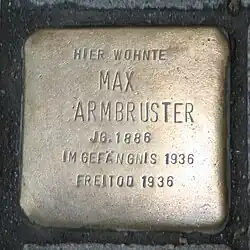 HIER WOHNTE
MAX
ARMBRUSTER
JG. 1886
IM GEFÄNGNIS 1936
FREITOD 1936